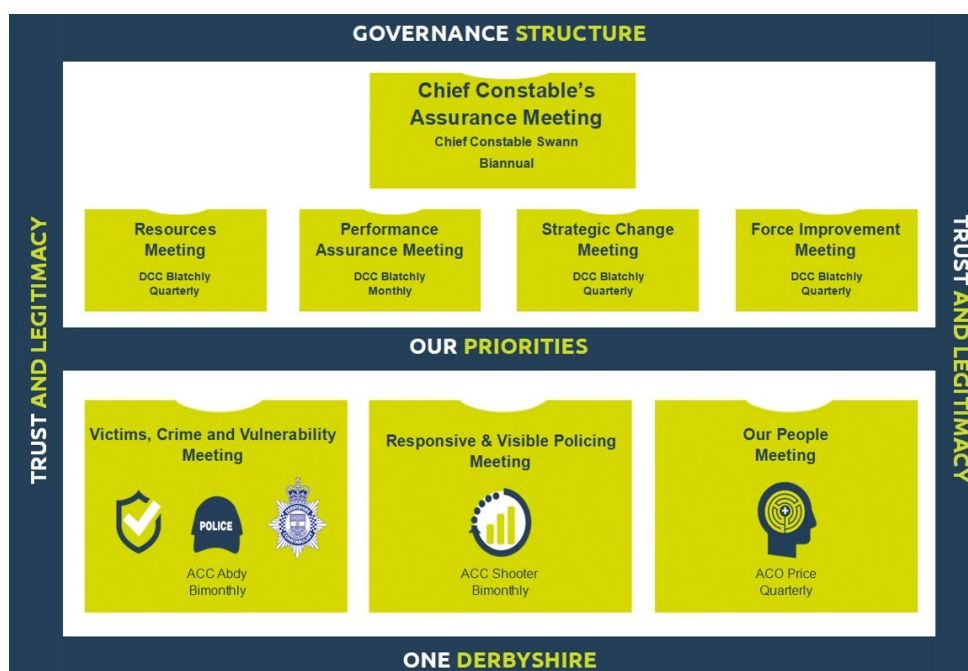 GOVERNANCE STRUCTURE
Chief Constable's
Assurance Meeting
Chief Constable Swann
Biannual
Resources
Meeting
DCC Blatchly
Quarterly
Performance
Assurance Meeting
DCC Blatchly
Monthly
Strategic Change
Meeting
DCC Blatchly
Quarterly
Force Improvement
Meeting
DCC Blatchly
Quarterly
TRUST AND LEGITIMACY
TRUST AND LEGITIMACY
OUR PRIORITIES
Victims, Crime and Vulnerability
Meeting
POLICE
DERBYSHIRE
CONSTABULARY
ACC Abdy
Bimonthly
Responsive & Visible Policing
Meeting
ACC Shooter
Bimonthly
Our People
Meeting
ACO Price
Quarterly
ONE DERBYSHIRE